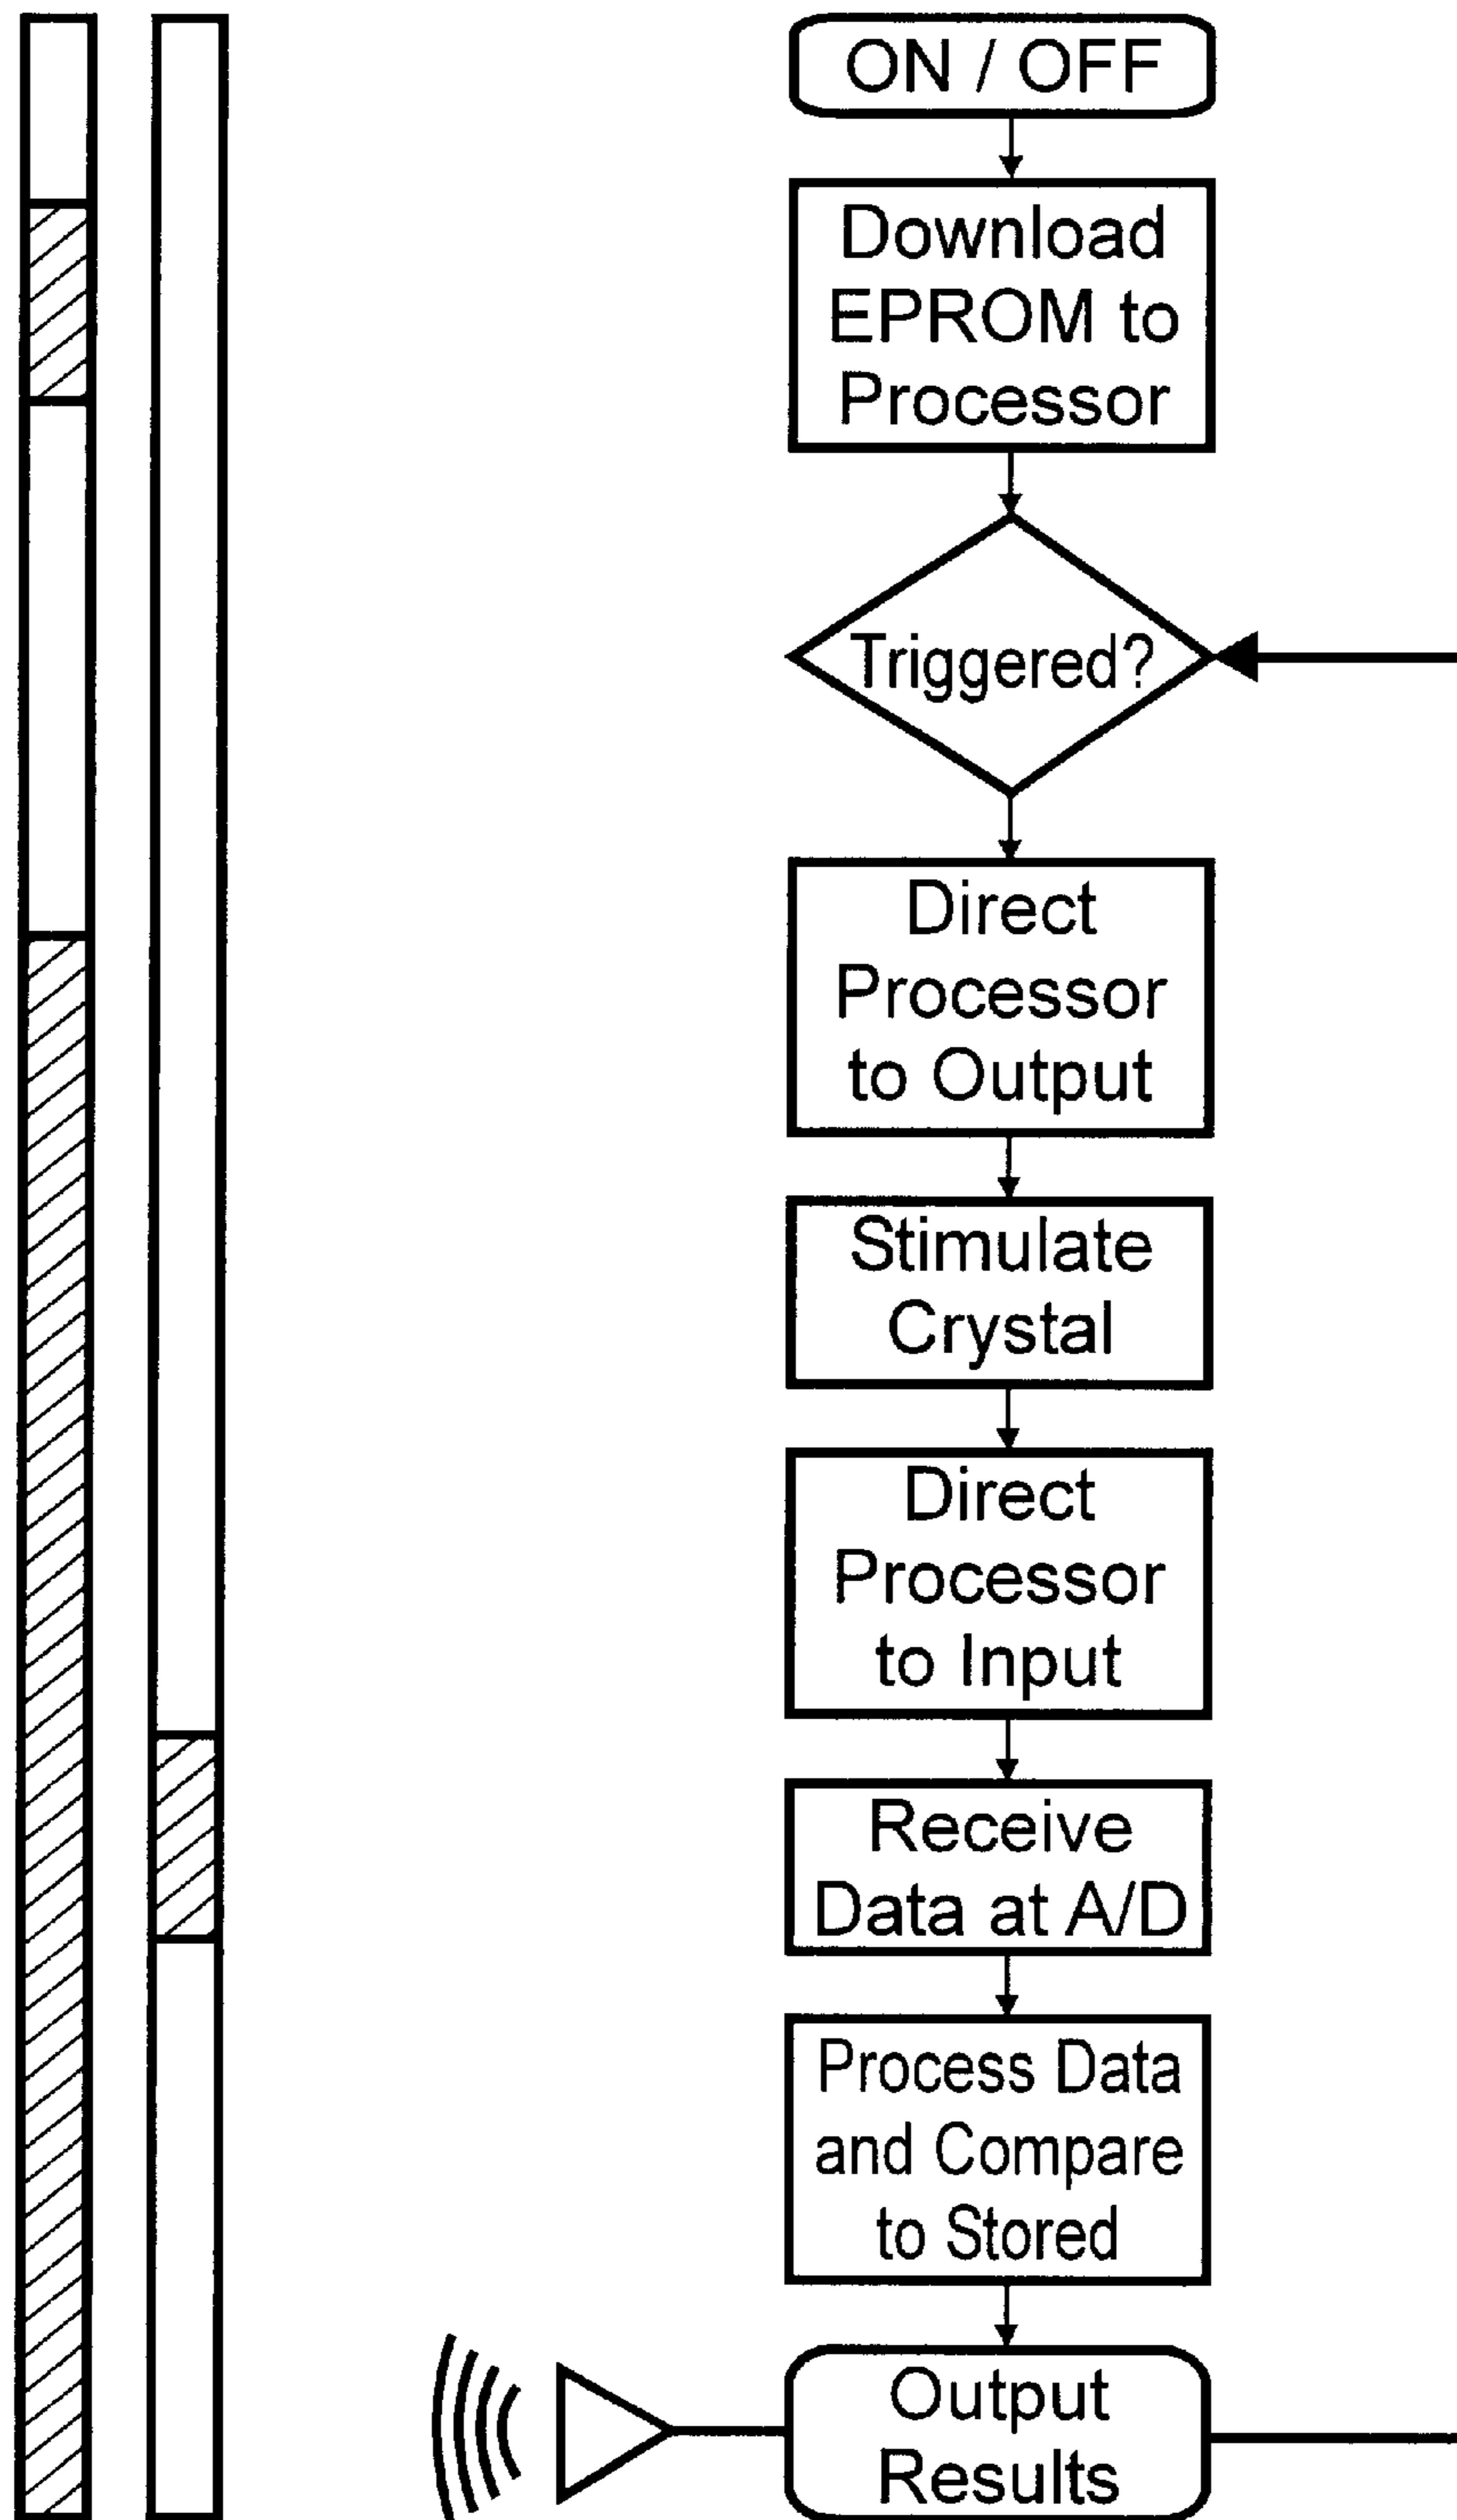 ON / OFF
Download
EPROM to
Processor
Triggered?
Direct
Processor
to Output
Stimulate
Crystal
Direct
Processor
to Input
Receive
Data at A/D
Process Data
and Compare
to Stored
Output
Results